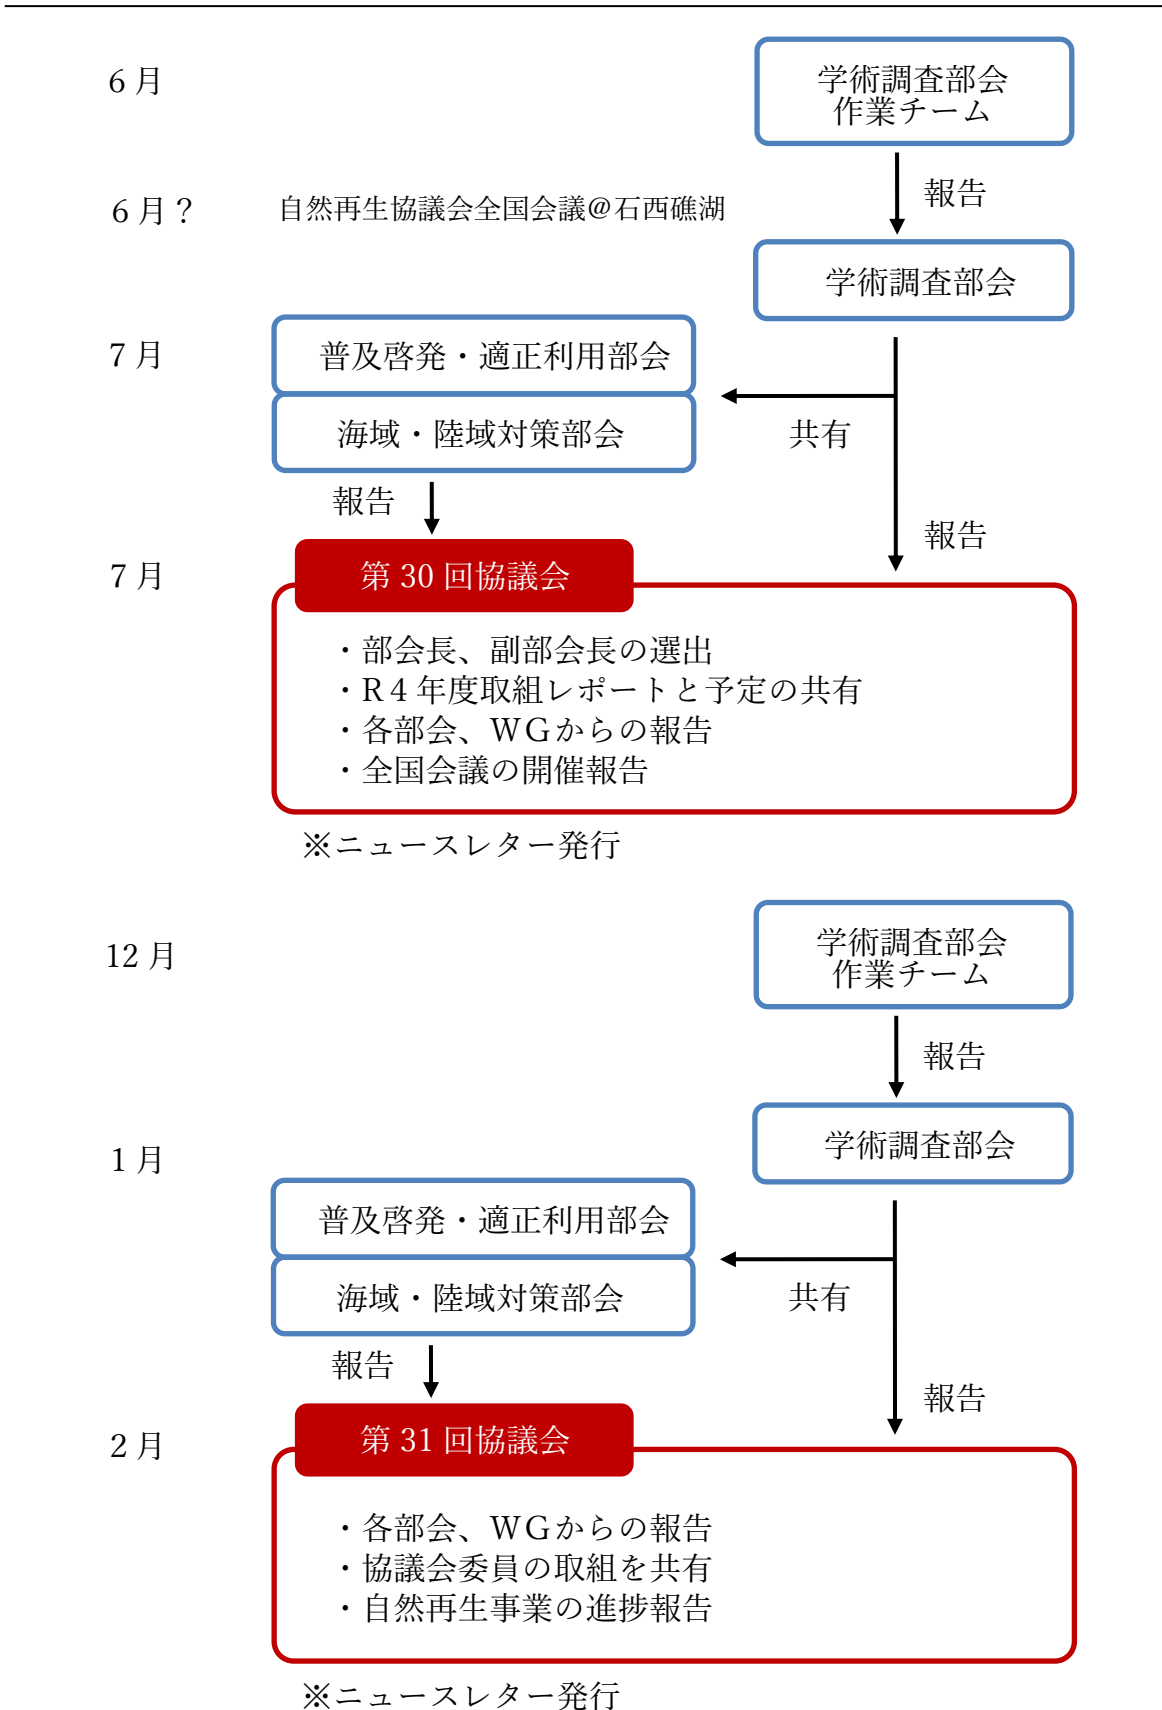 6月
学術調査部会
作業チーム
報告
6月？
自然再生協議会全国会議@石西礁湖
学術調査部会
7月
普及啓発・適正利用部会
海域・陸域対策部会
共有
報告
報告
7月
第 30 回協議会
・部会長、副部会長の選出
・R４年度取組レポートと予定の共有
・各部会、ＷＧからの報告
・全国会議の開催報告
※ニュースレター発行
12月
学術調査部会
作業チーム
報告
学術調査部会
1月
普及啓発・適正利用部会
海域・陸域対策部会
共有
報告
報告
2月
第 31 回協議会
・各部会、ＷＧからの報告
・協議会委員の取組を共有
・自然再生事業の進捗報告
※ニュースレター発行